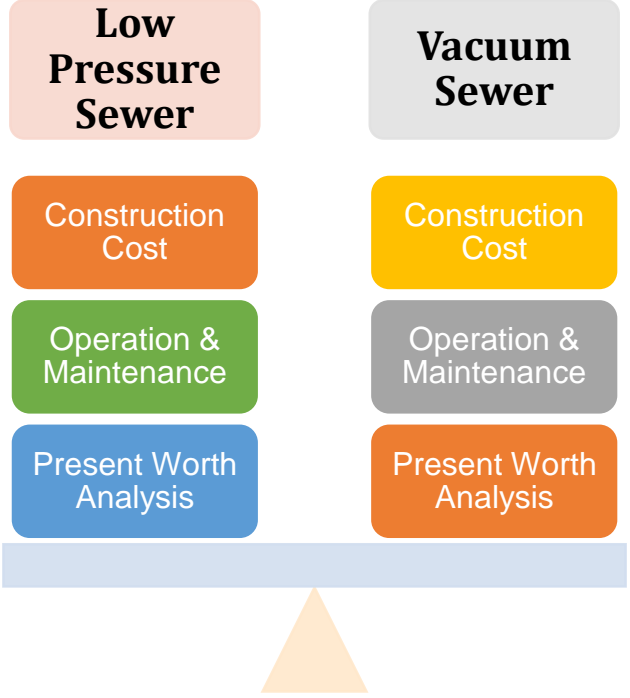 Low
Pressure
Sewer
Vacuum
Sewer
Construction
Cost
Construction
Cost
Operation &
Maintenance
Operation &
Maintenance
Present Worth
Analysis
Present Worth
Analysis